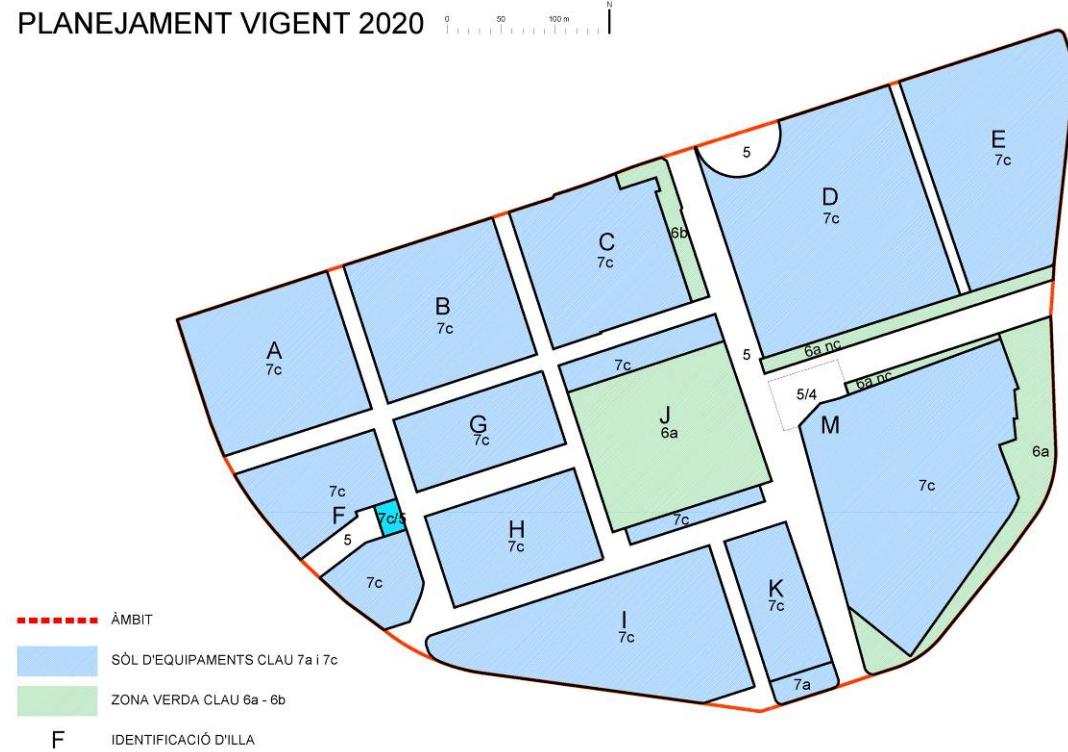 PLANEJAMENT VIGENT 2020
0 50 100 m N
5
E
7c
D
7c
6b
C
7c
B
7c
A
7c
5
7c
6a nc
6a nc
5/4
J
6a
M
G
7c
6a
7c
7c
F
7c/5
5
7c
H
7c
7c
K
7c
I
7c
7a
ÀMBIT
SÒL D'EQUIPAMENTS CLAU 7a i 7c
ZONA VERDA CLAU 6a - 6b
F IDENTIFICACIÓ D'ILLA